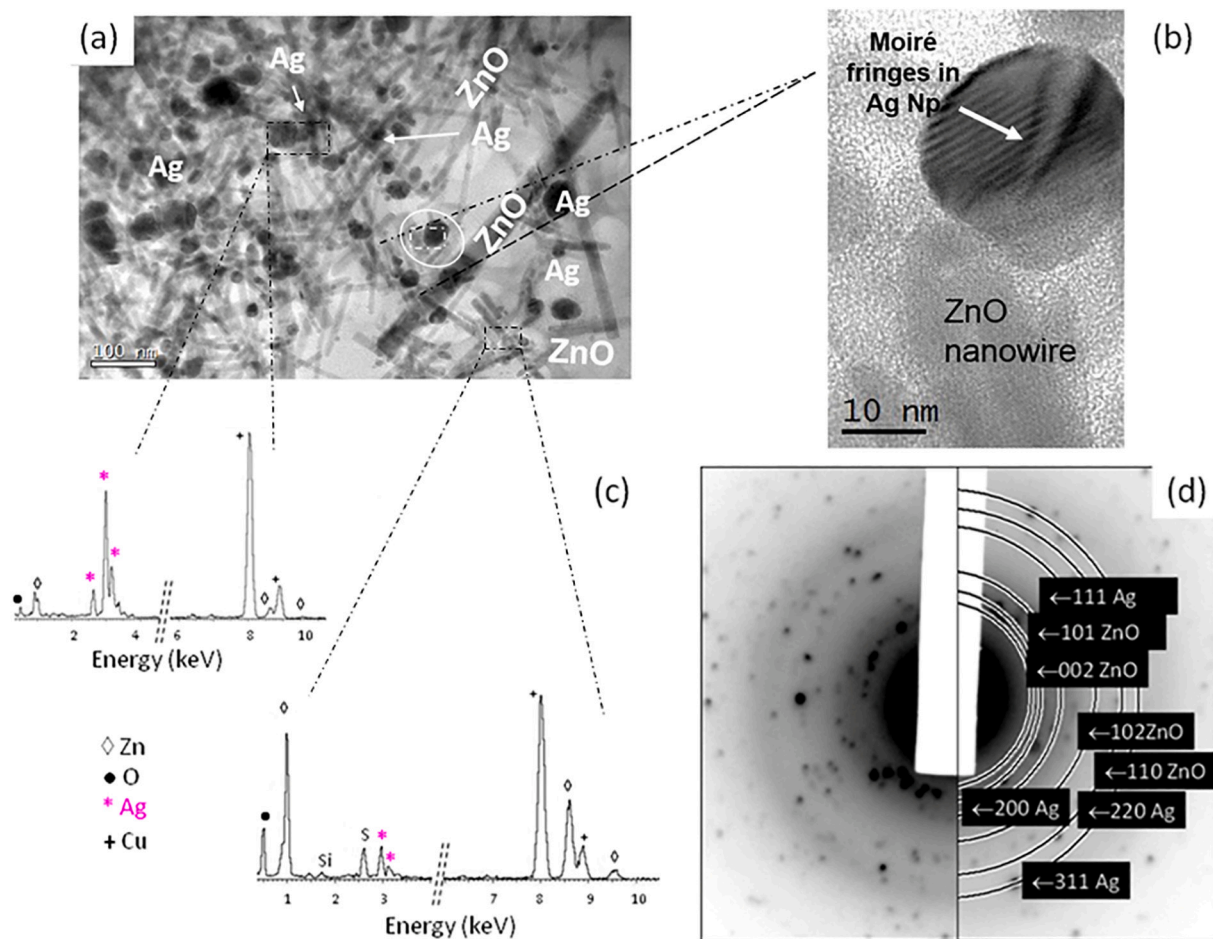 (a)
Ag
ZnO
Ag
Ag
ZnO
Ag
Ag
ZnO
100 nm
(b)
Moiré
fringes in
Ag Np
ZnO
nanowire
10 nm
(c)
+
*
*
*
◊
●
◊
+
◊
2 4 6 8 10
Energy (keV)
◊ Zn
● O
* Ag
+ Cu
◊
●
Si
S
*
*
+
◊
+
◊
1 2 3 4 6 7 8 9 10
Energy (keV)
(d)
←111 Ag
←101 ZnO
←002 ZnO
←102ZnO
←110 ZnO
←200 Ag
←220 Ag
←311 Ag